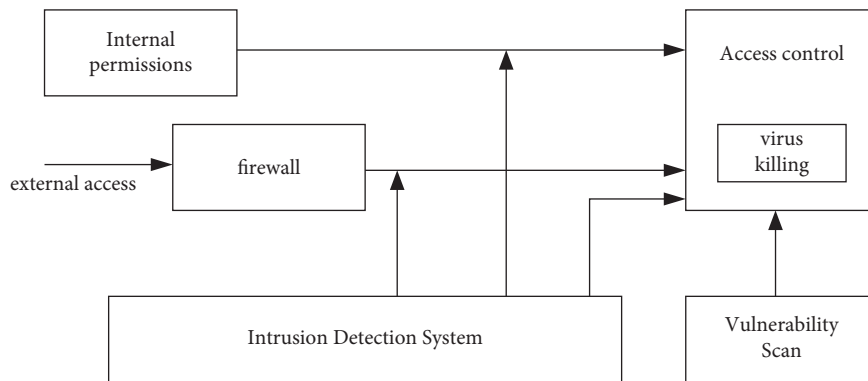 Internal
permissions
Access control
virus
killing
firewall
external access
Intrusion Detection System
Vulnerability
Scan